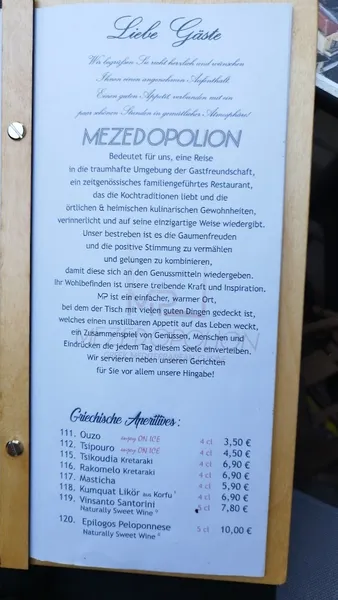 Liebe Gäste
Wir begrüßen Sie recht herzlich und wünschen
Ihnen einen angenehmen Aufenthalt.
Einen guten Appetit verbunden mit ein
paar schönen Stunden in gemütlicher Atmosphäre!
MEZEDOPOLION
Bedeutet für uns, eine Reise
in die traumhafte Umgebung der Gastfreundschaft,
ein zeitgenössisches familiengeführtes Restaurant,
das die Kochtraditionen liebt und die
örtlichen & heimischen kulinarischen Gewohnheiten,
verinnerlicht und auf seine einzigartige Weise wiedergibt.
Unser bestreben ist es die Gaumenfreuden
und die positive Stimmung zu vermählen
und gelungen zu kombinieren,
damit diese sich an den Genussmitteln wiedergeben.
Ihr Wohlbefinden ist unsere treibende Kraft und Inspiration.
MP ist ein einfacher, warmer Ort,
bei dem der Tisch mit vielen guten Dingen gedeckt ist,
welches einen unstillbaren Appetit auf das Leben weckt,
ein Zusammenspiel von Genüssen, Menschen und
Eindrücken die jedem Tag diesem Seele einverleiben.
Wir servieren neben unseren Gerichten
für Sie vor allem unsere Hingabe!
Griechische Aperitives:
111. Ouzo enjoy ON ICE 4 cl 3,50 €
112. Tsipouro enjoy ON ICE 4 cl 4,50 €
115. Tsikoudia Kretaraki 4 cl 6,90 €
116. Rakomelo Kretaraki 4 cl 6,90 €
117. Masticha 4 cl 5,90 €
118. Kumquat Likör aus Korfu 4 cl 6,90 €
119. Vinsanto Santorini 5 cl 7,80 €
Naturally Sweet Wine
120. Epilogos Peloponnese 5 cl 10,00 €
Naturally Sweet Wine